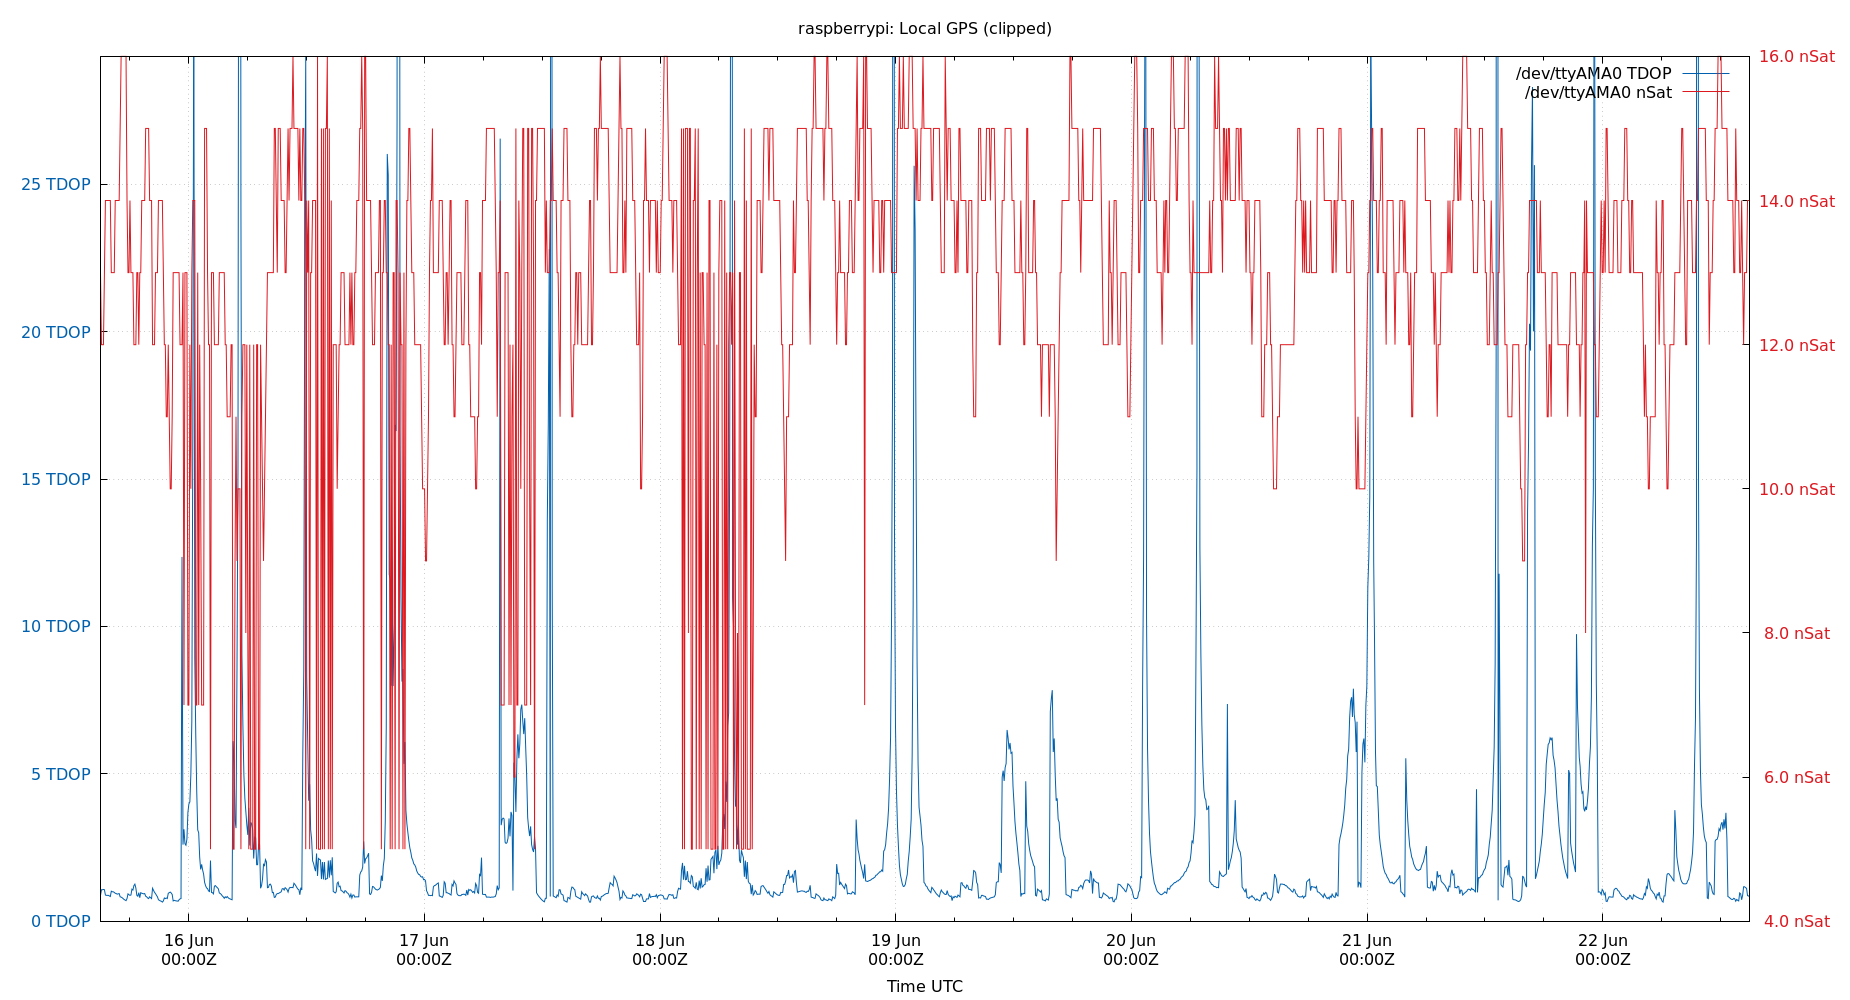 raspberrypi: Local GPS (clipped)
/dev/ttyAMA0 TDOP
/dev/ttyAMA0 nSat
25 TDOP
20 TDOP
15 TDOP
10 TDOP
5 TDOP
0 TDOP
16.0 nSat
14.0 nSat
12.0 nSat
10.0 nSat
8.0 nSat
6.0 nSat
4.0 nSat
16 Jun
00:00Z
17 Jun
00:00Z
18 Jun
00:00Z
19 Jun
00:00Z
20 Jun
00:00Z
21 Jun
00:00Z
22 Jun
00:00Z
Time UTC